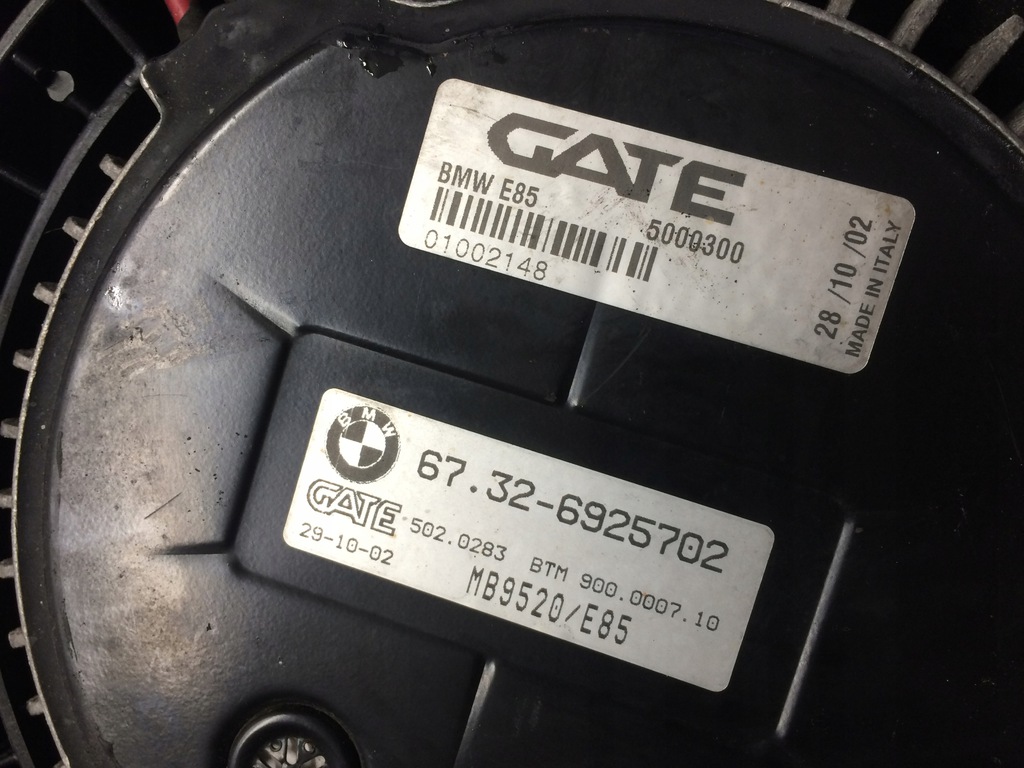 GATE
BMW E85
5000300
01002148
28/10/02
MADE IN ITALY
BMW
67.32-6925702
GATE
502.0283 BTM 900.0007.10
29-10-02
MB9520/E85